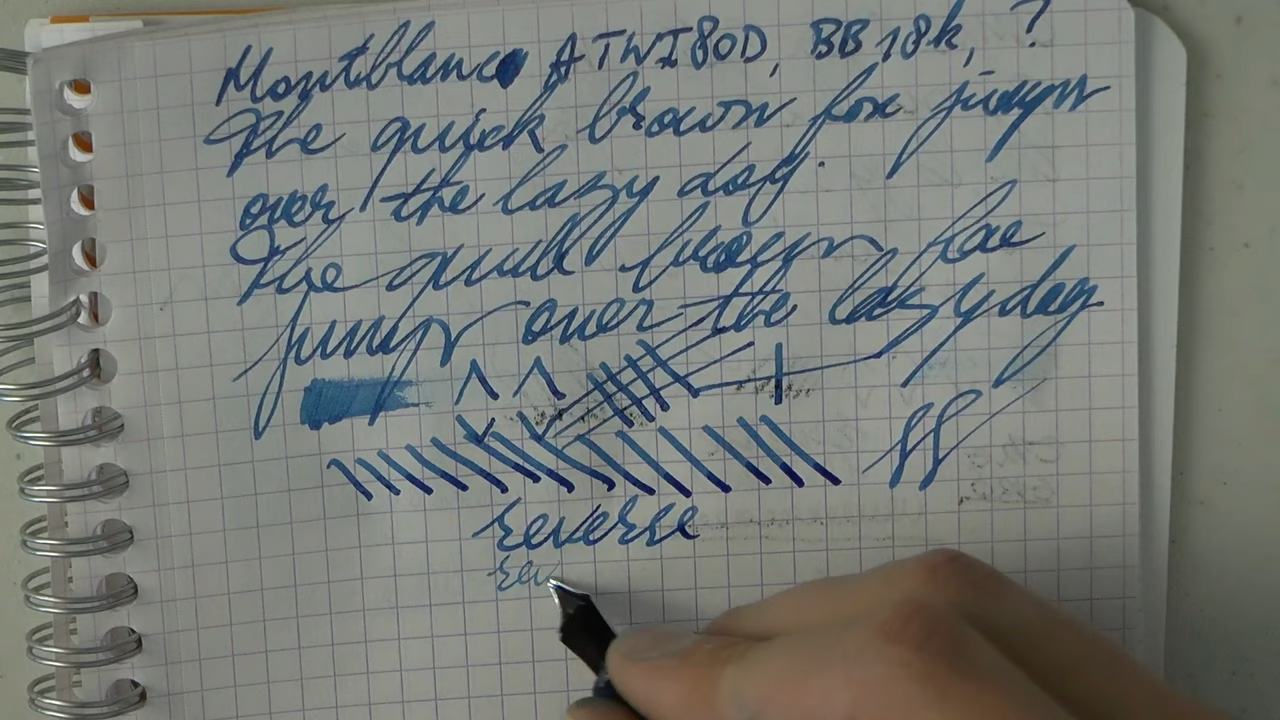 Montblanc ATWI80D, BB 18k, ?
The quick brown fox jumps
over the lazy dog.
The quick brown fox
jumps over the lazy dog
reverse
rev